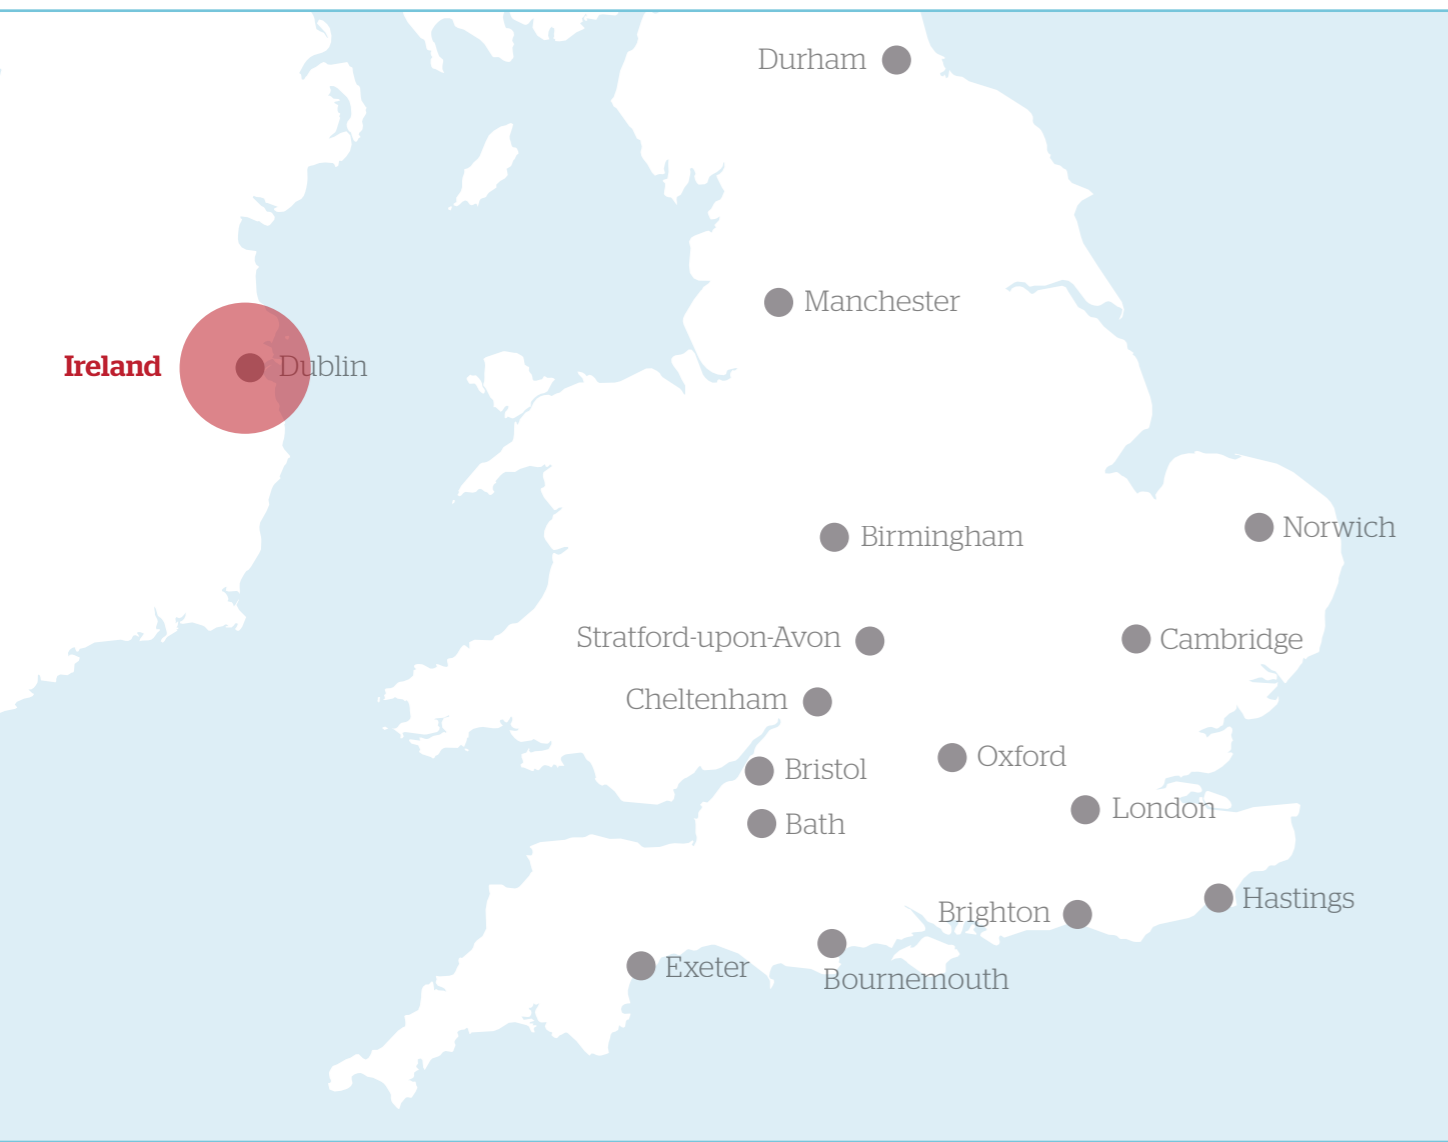 Durham
Manchester
Ireland
Dublin
Norwich
Birmingham
Stratford-upon-Avon
Cambridge
Cheltenham
Oxford
Bristol
London
Bath
Hastings
Brighton
Exeter
Bournemouth